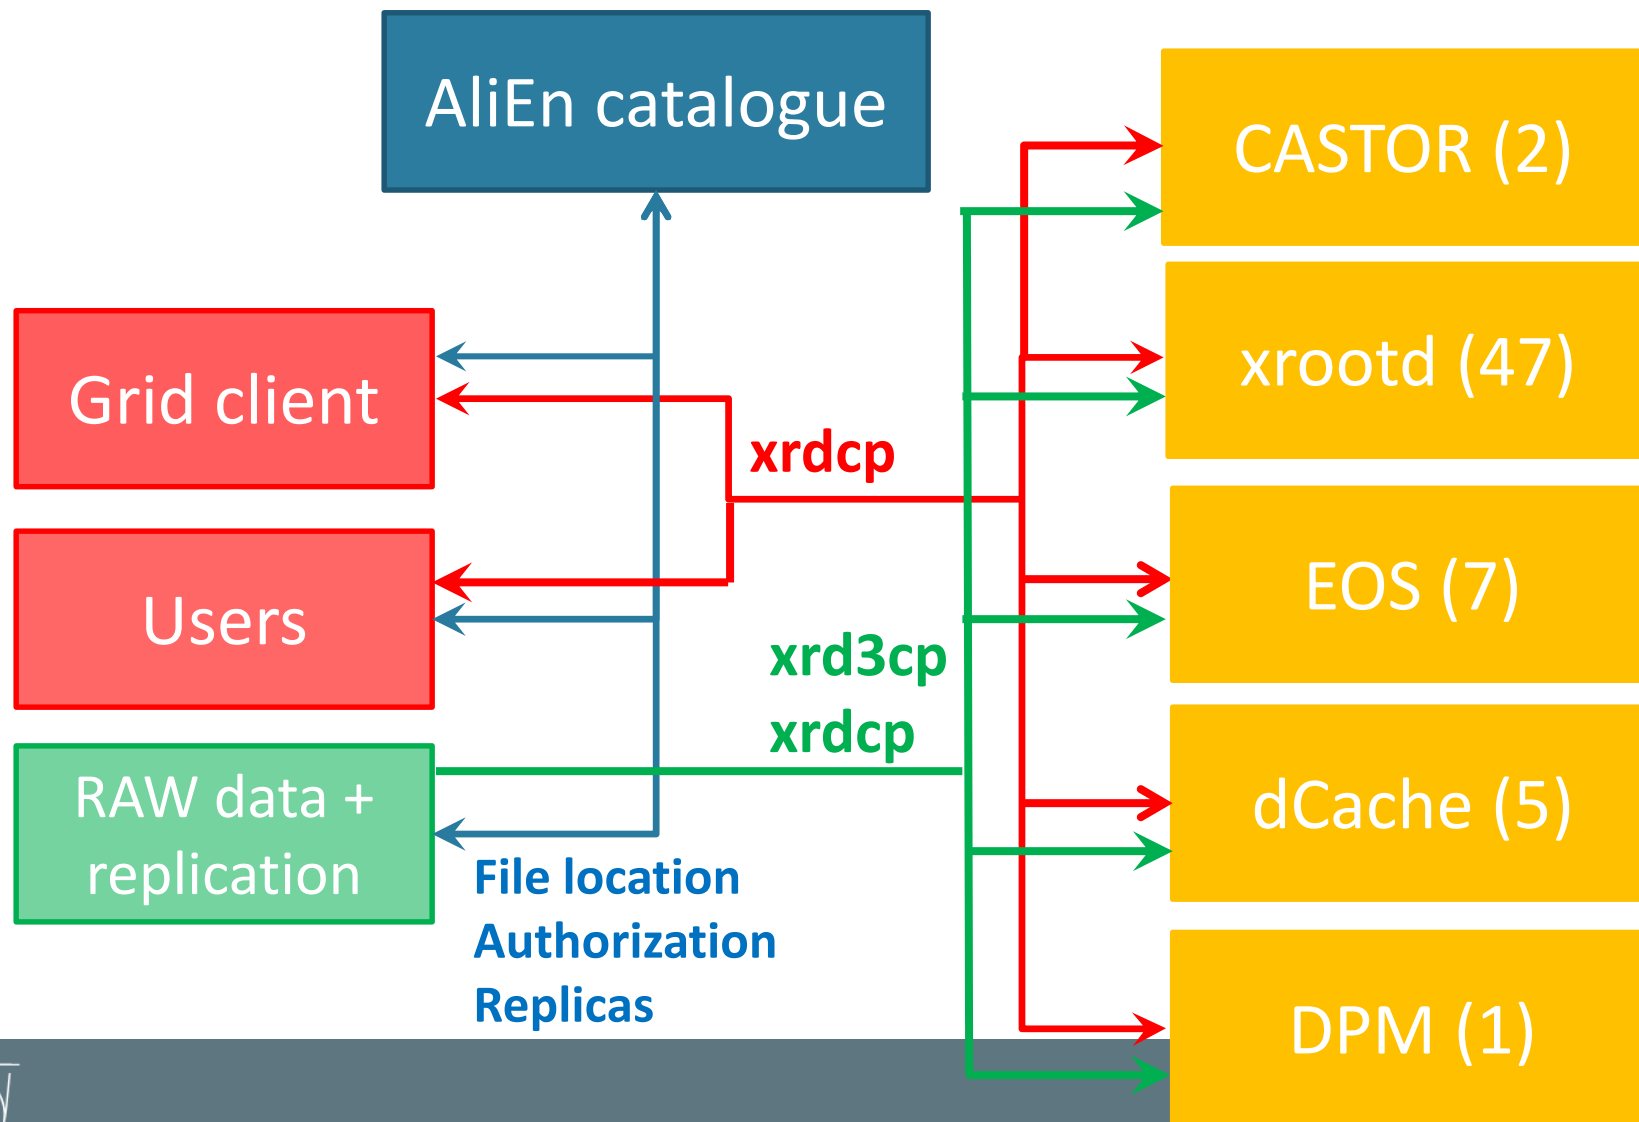 AliEn catalogue
CASTOR (2)
xrootd (47)
Grid client
xrdcp
EOS (7)
Users
xrd3cp
xrdcp
RAW data +
replication
dCache (5)
File location
Authorization
Replicas
DPM (1)